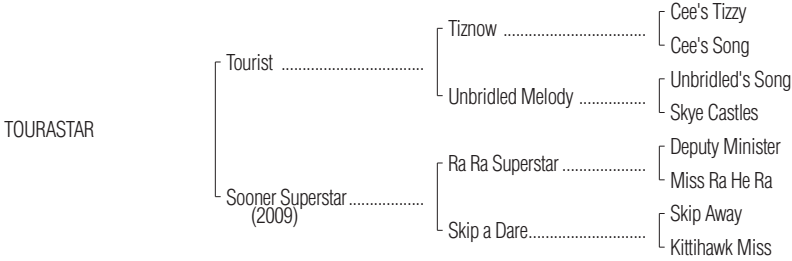 Cee's Tizzy
Tiznow ................................
Cee's Song
Tourist ................................
Unbridled's Song
Unbridled Melody ...............
Skye Castles
TOURASTAR
Deputy Minister
Ra Ra Superstar ...................
Miss Ra He Ra
Sooner Superstar .................
(2009)
Skip Away
Skip a Dare...........................
Kittihawk Miss